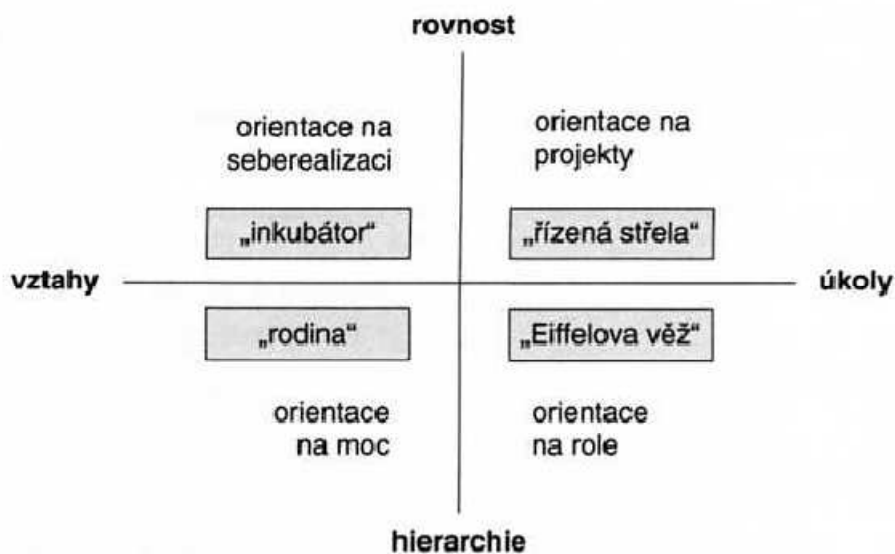 rovnost
orientace na
seberealizaci
orientace na
projekty
„inkubátor“
„řízená střela“
vztahy
úkoly
„rodina“
„Eiffelova věž“
orientace
na moc
orientace
na role
hierarchie